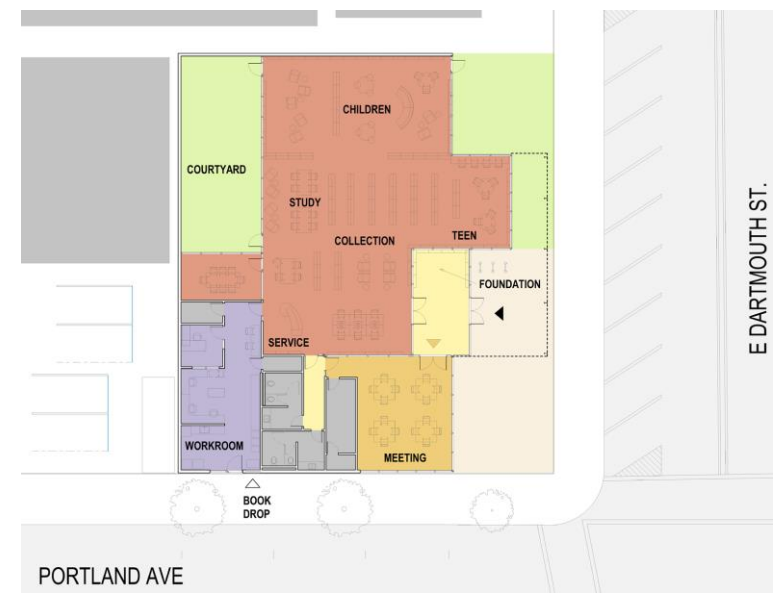 CHILDREN
COURTYARD
STUDY
COLLECTION
TEEN
FOUNDATION
SERVICE
WORKROOM
MEETING
BOOK
DROP
PORTLAND AVE
E DARTMOUTH ST.